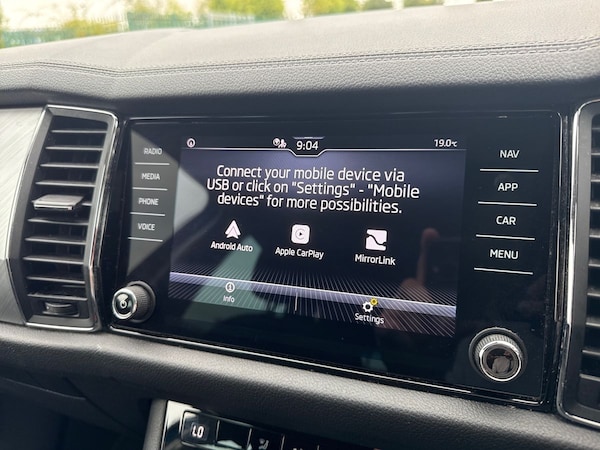 9:04
19.0°C
RADIO
MEDIA
PHONE
VOICE
Connect your mobile device via
USB or click on "Settings" - "Mobile
devices" for more possibilities.
Android Auto
Apple CarPlay
MirrorLink
Info
Settings
NAV
APP
CAR
MENU
LO